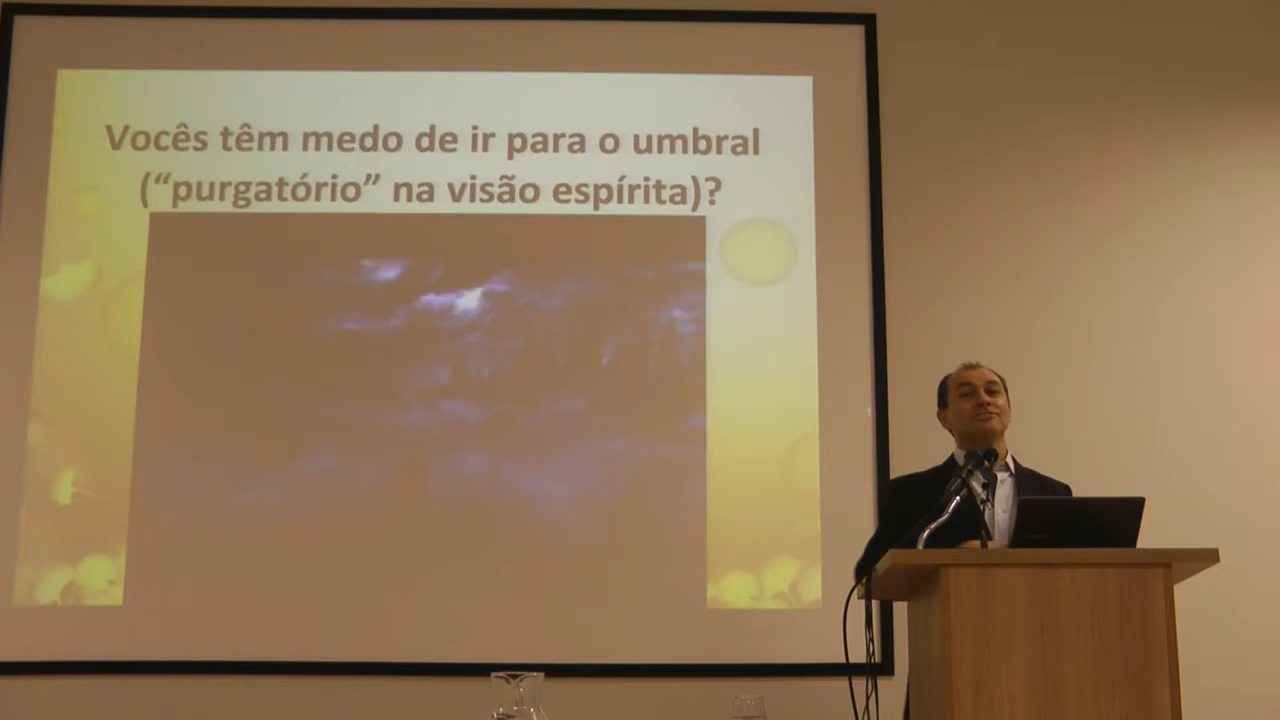 Vocês têm medo de ir para o umbral
(“purgatório” na visão espírita)?